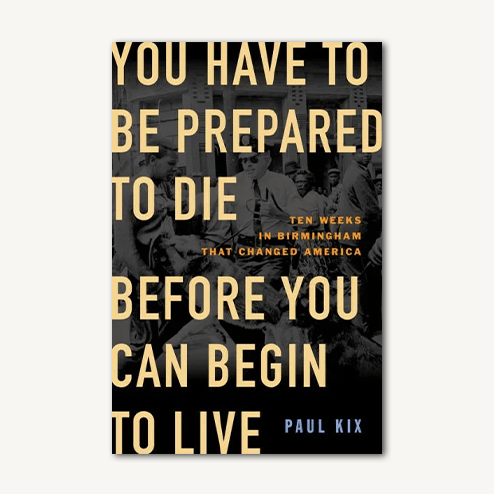 YOU HAVE TO
BE PREPARED
TO DIE
TEN WEEKS
IN BIRMINGHAM
THAT CHANGED AMERICA
BEFORE YOU
CAN BEGIN
TO LIVE
PAUL KIX